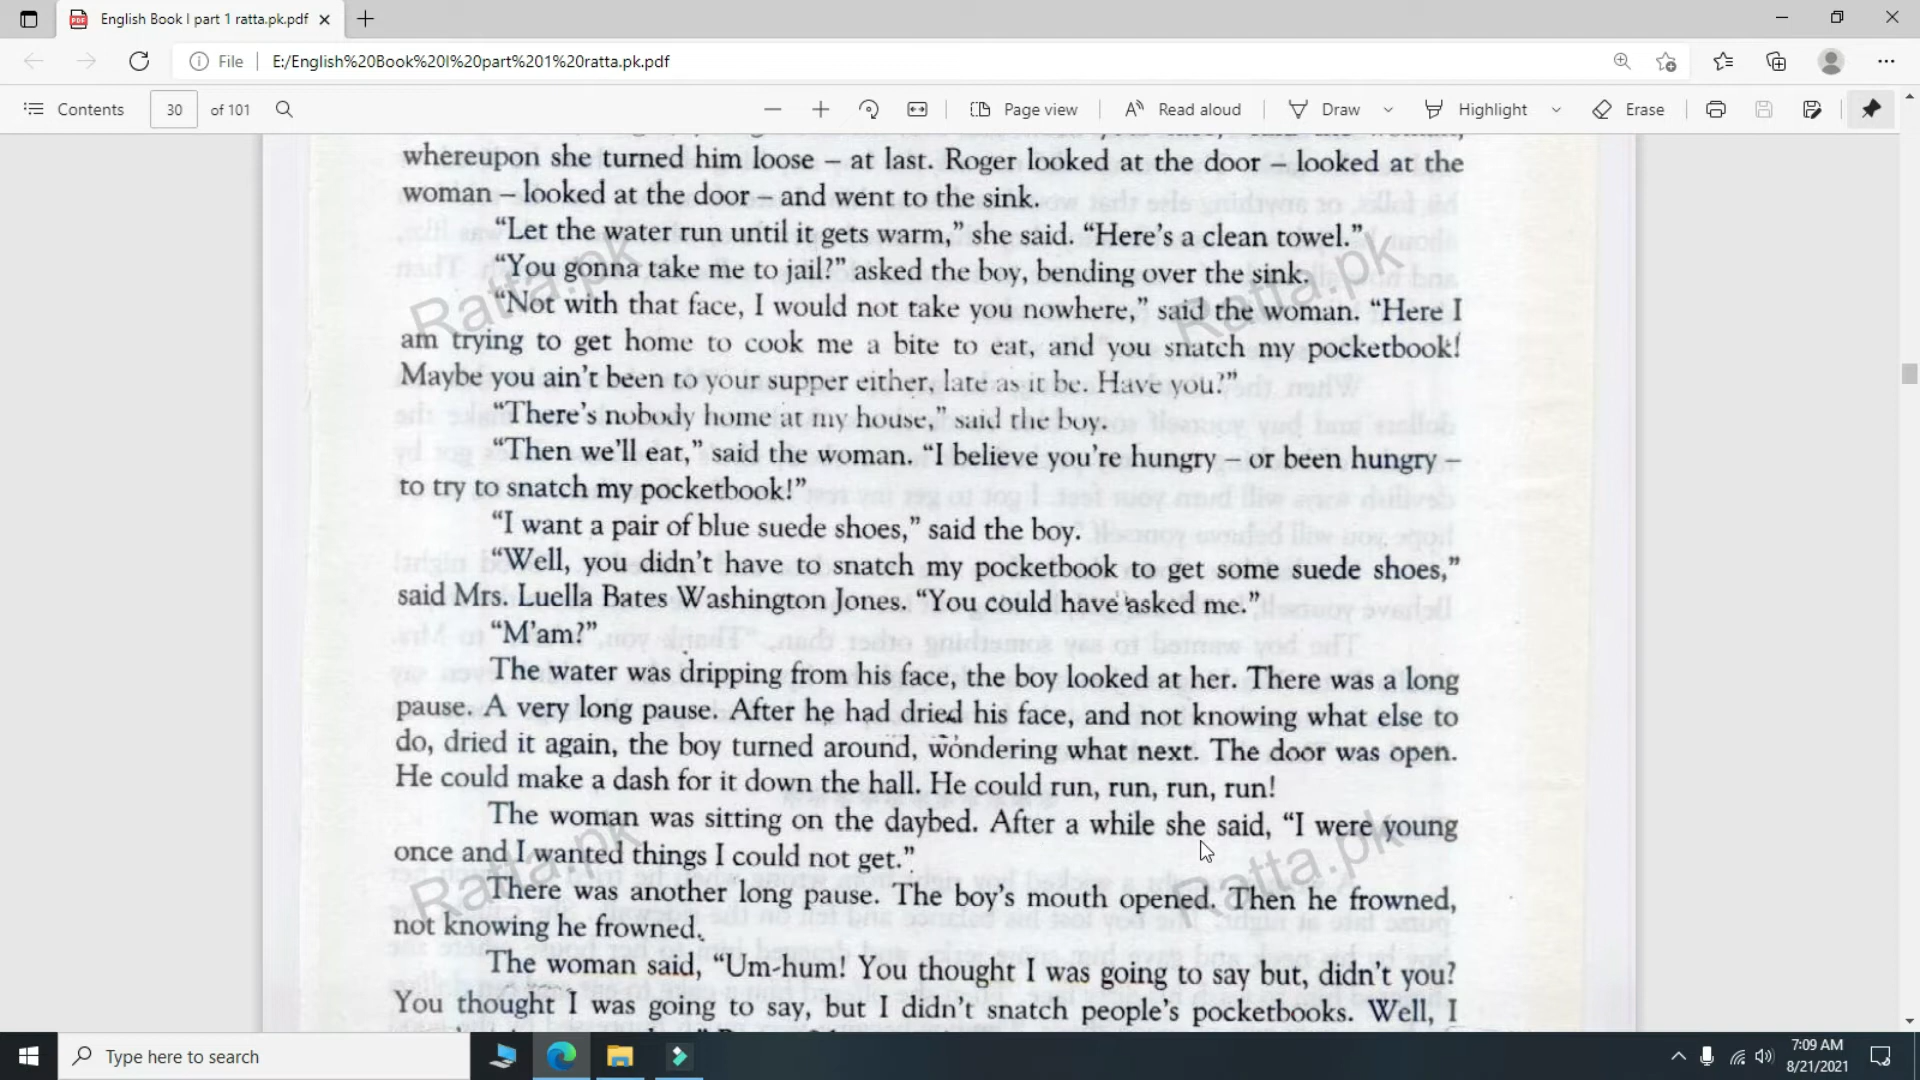 English Book I part 1 ratta.pk.pdf
File E:/English%20Book%20I%20part%201%20ratta.pk.pdf
Contents 30 of 101 Page view Read aloud Draw Highlight Erase
whereupon she turned him loose – at last. Roger looked at the door – looked at the
woman – looked at the door – and went to the sink.
“Let the water run until it gets warm,” she said. “Here’s a clean towel.”
“You gonna take me to jail?” asked the boy, bending over the sink.
“Not with that face, I would not take you nowhere,” said the woman. “Here I
am trying to get home to cook me a bite to eat, and you snatch my pocketbook!
Maybe you ain’t been to your supper either, late as it be. Have you?”
“There’s nobody home at my house,” said the boy.
“Then we’ll eat,” said the woman. “I believe you’re hungry – or been hungry –
to try to snatch my pocketbook!”
“I want a pair of blue suede shoes,” said the boy.
“Well, you didn’t have to snatch my pocketbook to get some suede shoes,”
said Mrs. Luella Bates Washington Jones. “You could have asked me.”
“M’am?”
The water was dripping from his face, the boy looked at her. There was a long
pause. A very long pause. After he had dried his face, and not knowing what else to
do, dried it again, the boy turned around, wondering what next. The door was open.
He could make a dash for it down the hall. He could run, run, run, run!
The woman was sitting on the daybed. After a while she said, “I were young
once and I wanted things I could not get.”
There was another long pause. The boy’s mouth opened. Then he frowned,
not knowing he frowned.
The woman said, “Um-hum! You thought I was going to say but, didn’t you?
You thought I was going to say, but I didn’t snatch people’s pocketbooks. Well, I
Ratta.pk
Ratta.pk
Ratta.pk
Ratta.pk
Type here to search
7:09 AM
8/21/2021